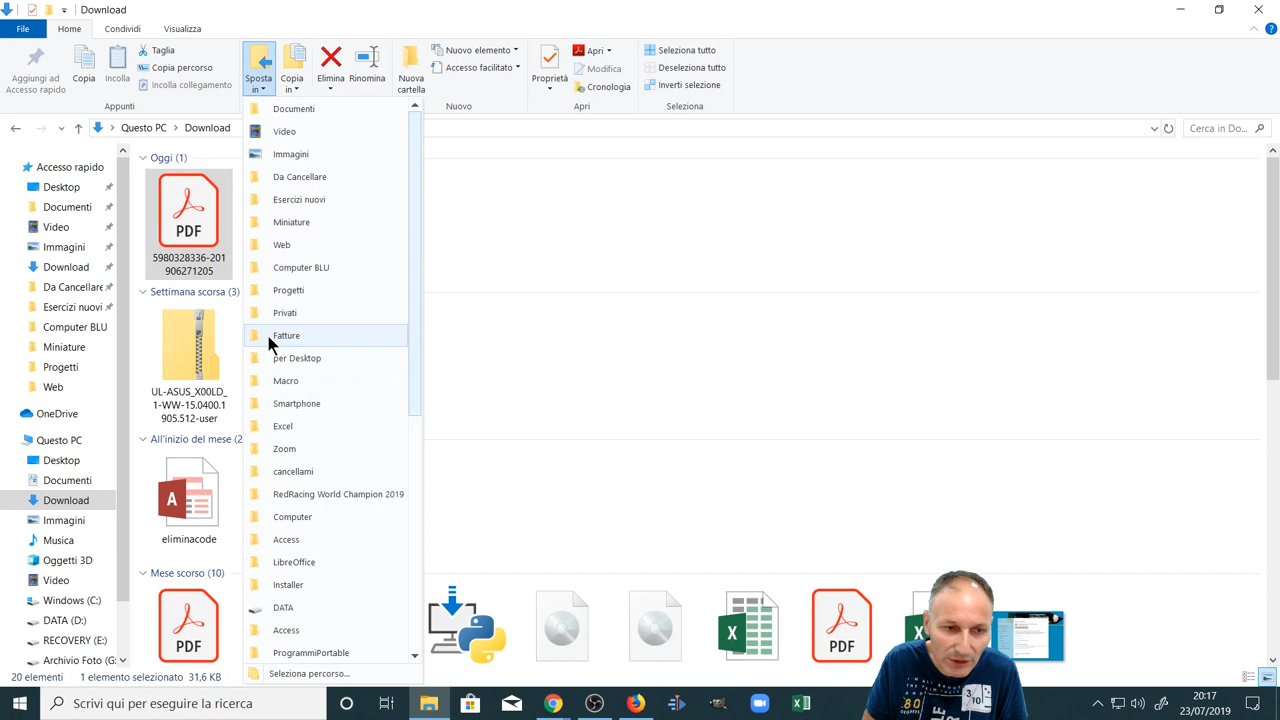 Download
File
Home
Condividi
Visualizza
Aggiungi ad
Accesso rapido
Copia
Incolla
Taglia
Copia percorso
Incolla collegamento
Appunti
Sposta
in
Copia
in
Elimina
Rinomina
Nuova
cartella
Nuovo elemento
Accesso facilitato
Nuovo
Proprietà
Apri
Modifica
Cronologia
Apri
Seleziona tutto
Deseleziona tutto
Inverti selezione
Seleziona
Questo PC
Download
Cerca in Do...
Accesso rapido
Desktop
Documenti
Video
Immagini
Download
Da Cancellare
Esercizi nuovi
Computer BLU
Miniature
Progetti
Web
OneDrive
Questo PC
Desktop
Documenti
Download
Immagini
Musica
Oggetti 3D
Video
Windows (C:)
DATA (D:)
RECOVERY (E:)
Archivio Foto (G:
Oggi (1)
PDF
5980328336-201
906271205
Settimana scorsa (3)
UL-ASUS_X00LD_
1-WW-15.0400.1
905.512-user
All'inizio del mese (2
A
eliminacode
Mese scorso (10)
PDF
X
PDF
Documenti
Video
Immagini
Da Cancellare
Esercizi nuovi
Miniature
Web
Computer BLU
Progetti
Privati
Fatture
per Desktop
Macro
Smartphone
Excel
Zoom
cancellami
RedRacing World Champion 2019
Computer
Access
LibreOffice
Installer
DATA
Access
ProgrammiPortable
Seleziona percorso...
20 elementi
1 elemento selezionato 31,6 KB
Scrivi qui per eseguire la ricerca
20:17
23/07/2019